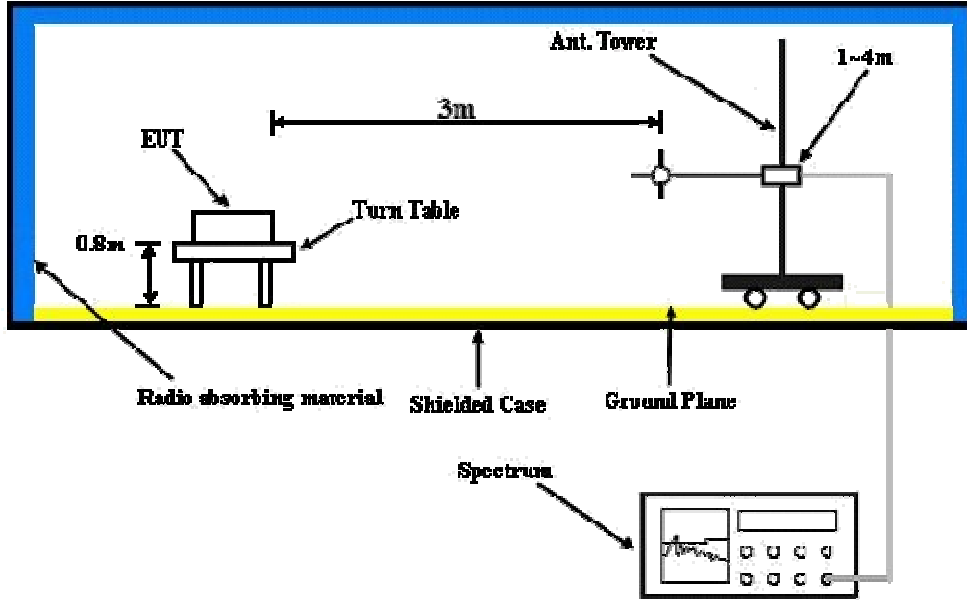 Ant. Tower
1~4m
3m
EUT
Turn Table
0.8m
Radio absorbing material
Shielded Case
Ground Plane
Spectrum